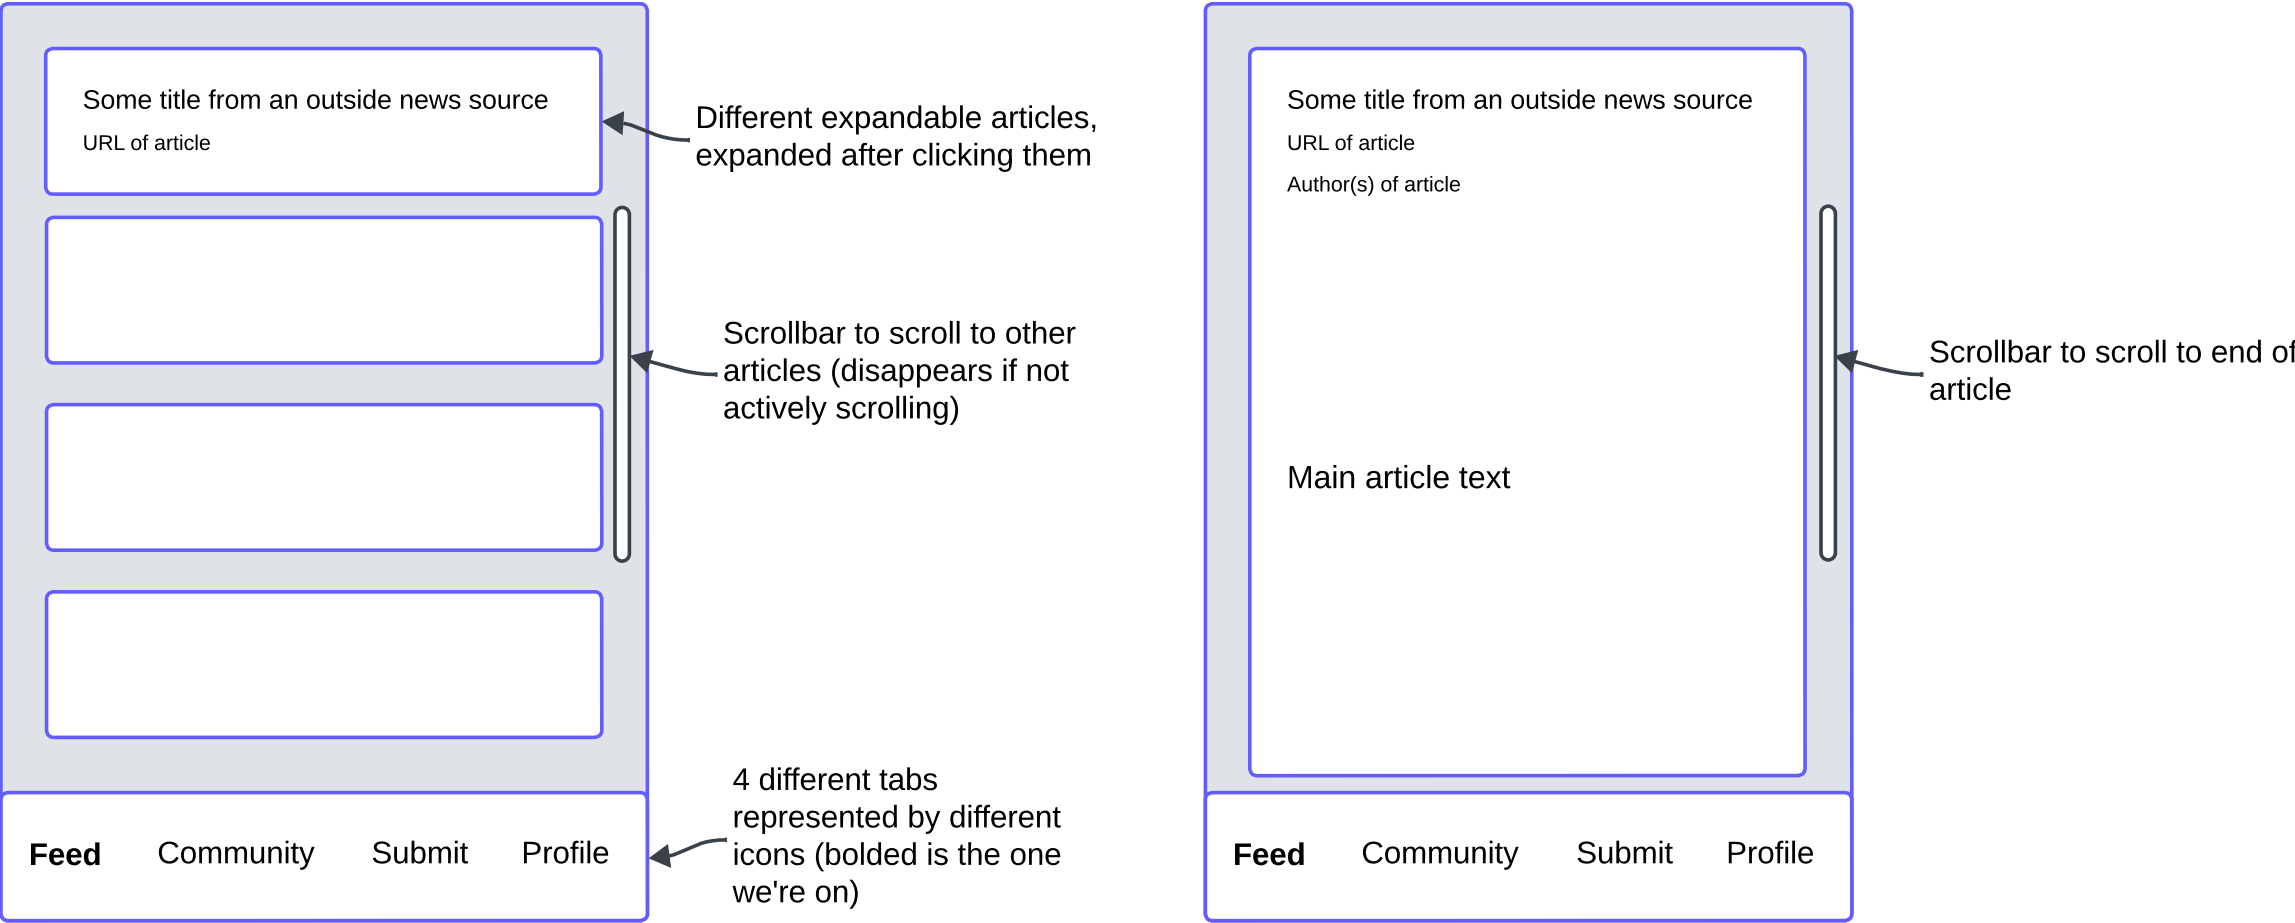 Some title from an outside news source
URL of article
Different expandable articles,
expanded after clicking them
Scrollbar to scroll to other
articles (disappears if not
actively scrolling)
4 different tabs
represented by different
icons (bolded is the one
we're on)
Feed Community Submit Profile
Some title from an outside news source
URL of article
Author(s) of article
Main article text
Scrollbar to scroll to end of
article
Feed Community Submit Profile